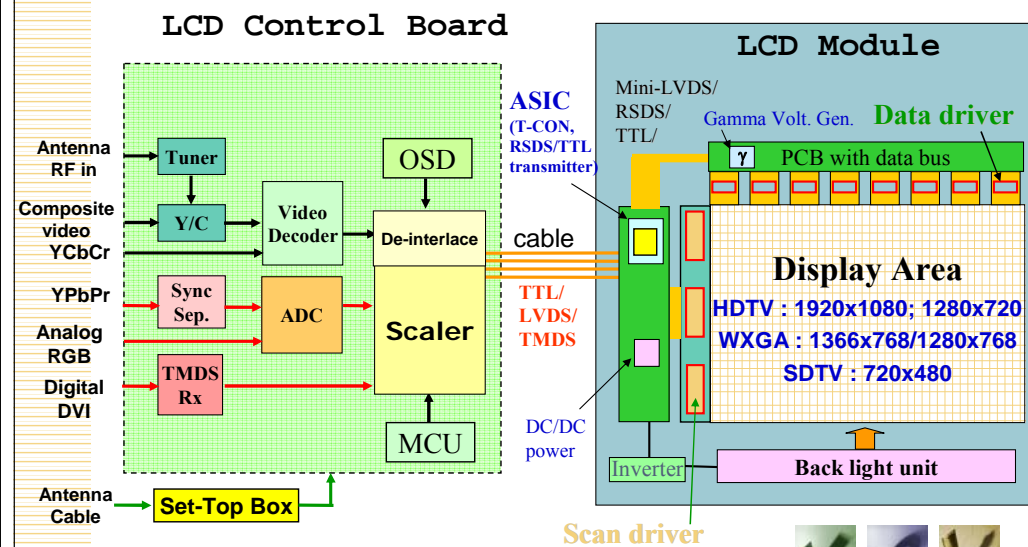 LCD Control Board
LCD Module
Antenna
RF in
Composite
video
YCbCr
YPbPr
Analog
RGB
Digital
DVI
Antenna
Cable
Tuner
Y/C
Video
Decoder
Sync
Sep.
ADC
TMDS
Rx
OSD
De-interlace
Scaler
MCU
Set-Top Box
cable
TTL/
LVDS/
TMDS
ASIC
(T-CON,
RSDS/TTL
transmitter)
Mini-LVDS/
RSDS/
TTL/
Gamma Volt. Gen.
Data driver
γ
PCB with data bus
Display Area
HDTV : 1920x1080; 1280x720
WXGA : 1366x768/1280x768
SDTV : 720x480
DC/DC
power
Inverter
Back light unit
Scan driver